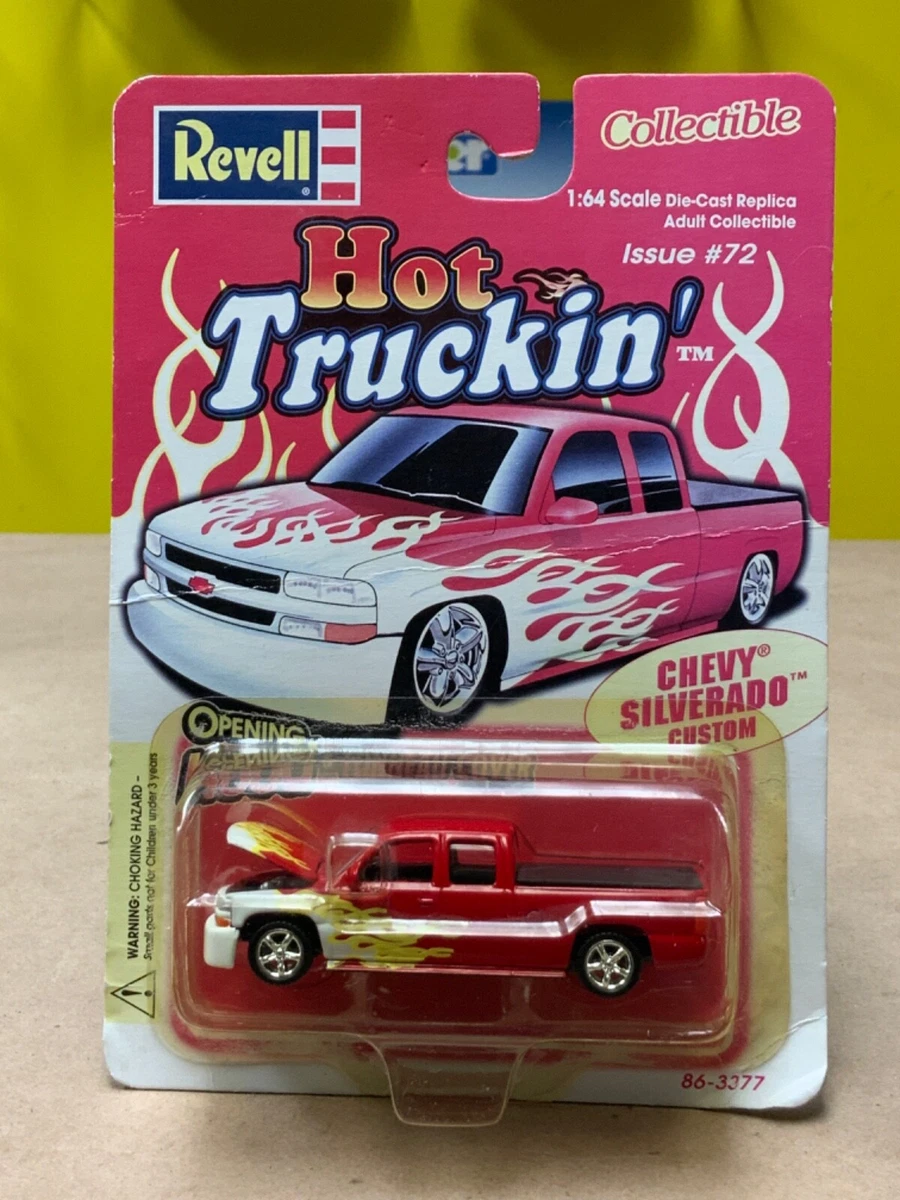 Revell®
Collectible
1:64 Scale Die-Cast Replica
Adult Collectible
Issue #72
Hot
Truckin'™
CHEVY®
SILVERADO™
CUSTOM
OPENING
WARNING: CHOKING HAZARD –
Small parts not for Children under 3 years
86-3377